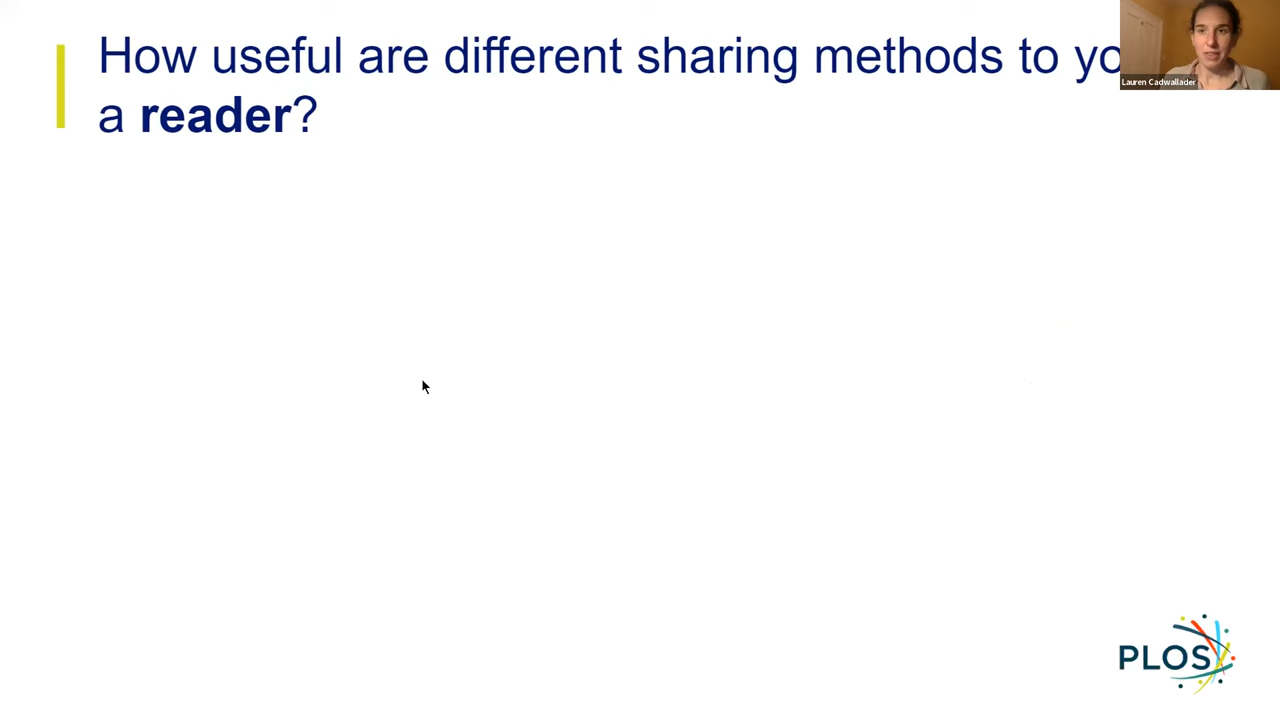 How useful are different sharing methods to yo
a reader?
Lauren Cadwallader
PLOS